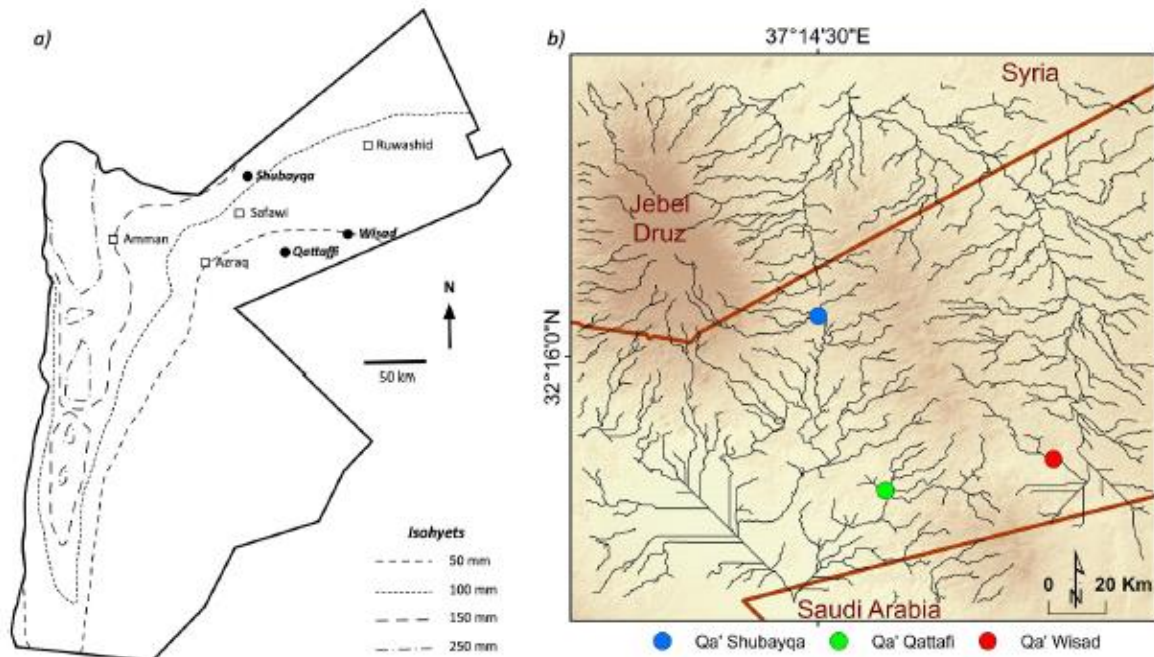 a)
Ruwashid
Shubayqa
Safawi
Amman
Wisad
Qattaffi
Azraq
N
50 km
Isohyets
50 mm
100 mm
150 mm
250 mm
b)
37°14'30"E
Syria
Jebel
Druz
32°16'0"N
Saudi Arabia
N
0 20 Km
Qa' Shubayqa Qa' Qattafi Qa' Wisad